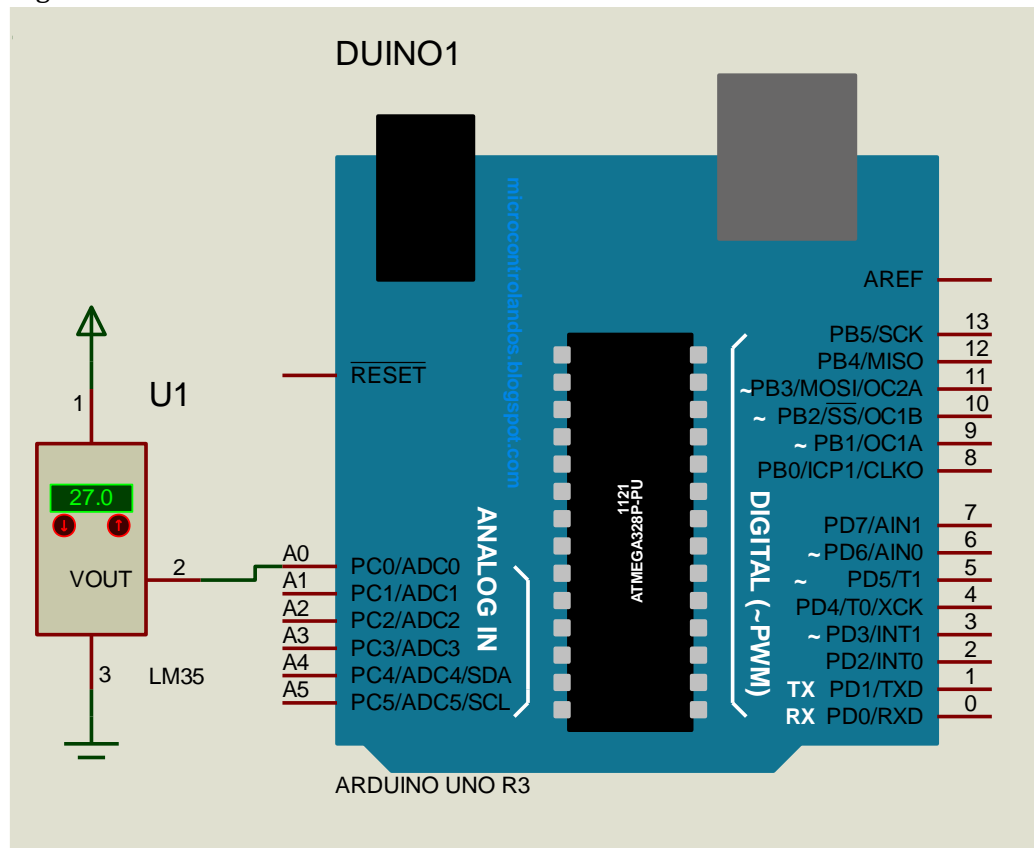 DUINO1
microcontrolandos.blogspot.com
AREF
RESET
PB5/SCK 13
PB4/MISO 12
~PB3/MOSI/OC2A 11
~ PB2/SS/OC1B 10
~ PB1/OC1A 9
PB0/ICP1/CLKO 8
1
U1
27.0
VOUT
2
3
LM35
1121
ATMEGA328P-PU
ANALOG IN
DIGITAL (~PWM)
A0 PC0/ADC0
A1 PC1/ADC1
A2 PC2/ADC2
A3 PC3/ADC3
A4 PC4/ADC4/SDA
A5 PC5/ADC5/SCL
PD7/AIN1 7
~PD6/AIN0 6
~ PD5/T1 5
PD4/T0/XCK 4
~PD3/INT1 3
PD2/INT0 2
TX PD1/TXD 1
RX PD0/RXD 0
ARDUINO UNO R3